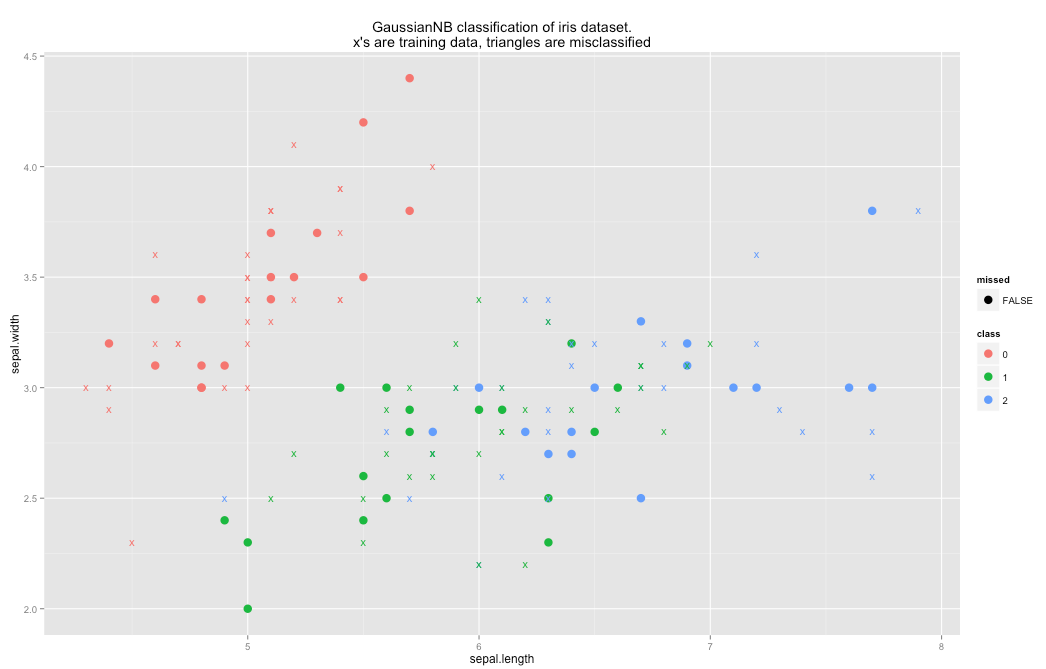 GaussianNB classification of iris dataset.
x's are training data, triangles are misclassified
4.5
4.0
3.5
3.0
2.5
2.0
sepal.width
5
6
7
8
sepal.length
missed
FALSE
class
0
1
2